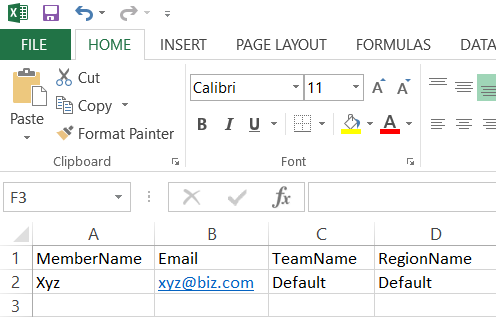 FILE HOME INSERT PAGE LAYOUT FORMULAS DATA
Paste Cut
Copy
Format Painter
Clipboard
Calibri 11 A A
B I U A
Font
F3 fx
A B C D
1 MemberName Email TeamName RegionName
2 Xyz xyz@biz.com Default Default
3